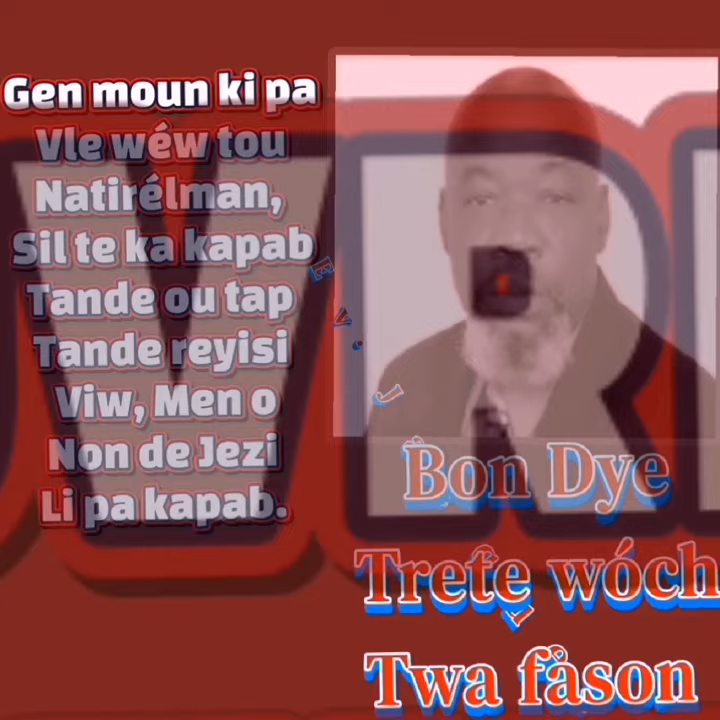 Gen moun ki pa
Vle wéw tou
Natirélman,
Sil te ka kapab
Tande ou tap
Tande reyisi
Viw, Men o
Non de Jezi
Li pa kapab.
Bon Dye
Trete wóch
Twa fason